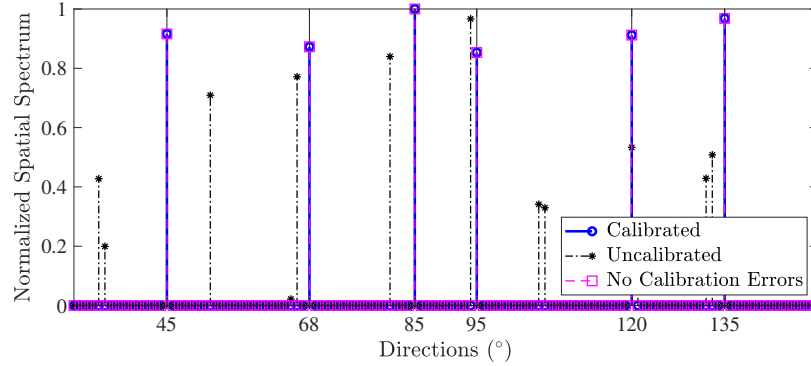 Normalized Spatial Spectrum
1
0.8
0.6
0.4
0.2
0
45 68 85 95 120 135
Directions (°)
Calibrated
Uncalibrated
No Calibration Errors